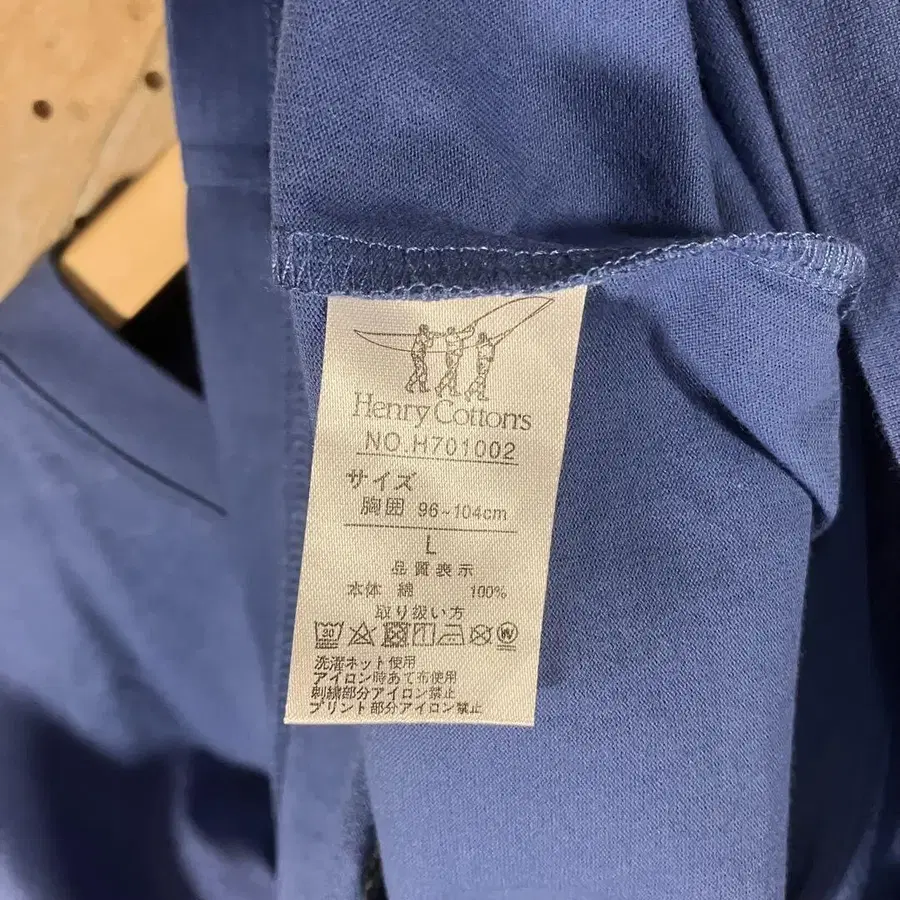 Henry Cotton's
NO.H701002
サイズ
胸囲 96~104cm
L
品質表示
本体 綿 100%
取り扱い方
30 W
洗濯ネット使用
アイロン時あて布使用
刺繍部分アイロン禁止
プリント部分アイロン禁止